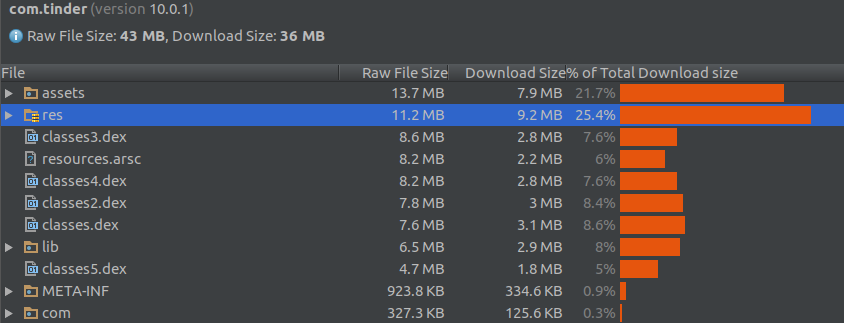 com.tinder (version 10.0.1)
Raw File Size: 43 MB, Download Size: 36 MB
File Raw File Size Download Size % of Total Download size
assets 13.7 MB 7.9 MB 21.7%
res 11.2 MB 9.2 MB 25.4%
classes3.dex 8.6 MB 2.8 MB 7.6%
resources.arsc 8.2 MB 2.2 MB 6%
classes4.dex 8.2 MB 2.8 MB 7.6%
classes2.dex 7.8 MB 3 MB 8.4%
classes.dex 7.6 MB 3.1 MB 8.6%
lib 6.5 MB 2.9 MB 8%
classes5.dex 4.7 MB 1.8 MB 5%
META-INF 923.8 KB 334.6 KB 0.9%
com 327.3 KB 125.6 KB 0.3%